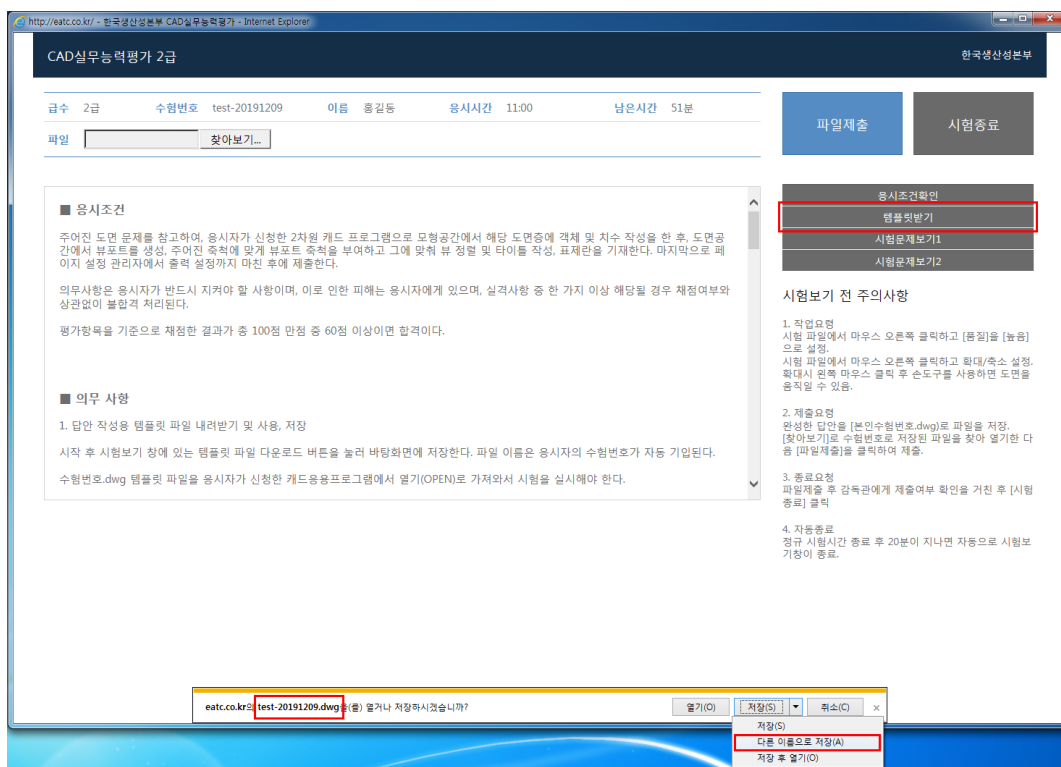 http://eatc.co.kr/ - 한국생산성본부 CAD실무능력평가 - Internet Explorer
CAD실무능력평가 2급
한국생산성본부
급수 2급 수험번호 test-20191209 이름 홍길동 응시시간 11:00 남은시간 51분
파일 찾아보기...
파일제출
시험종료
■ 응시조건
주어진 도면 문제를 참고하여, 응시자가 신청한 2차원 캐드 프로그램으로 모형공간에서 해당 도면층에 객체 및 치수 작성을 한 후, 도면공
간에서 뷰포트를 생성, 주어진 축척에 맞게 뷰포트 축척을 부여하고 그에 맞춰 뷰 정렬 및 타이틀 작성, 표제란을 기재한다. 마지막으로 페
이지 설정 관리자에서 출력 설정까지 마친 후에 제출한다.
의무사항은 응시자가 반드시 지켜야 할 사항이며, 이로 인한 피해는 응시자에게 있으며, 실격사항 중 한 가지 이상 해당될 경우 채점여부와
상관없이 불합격 처리된다.
평가항목을 기준으로 채점한 결과가 총 100점 만점 중 60점 이상이면 합격이다.
■ 의무 사항
1. 답안 작성용 템플릿 파일 내려받기 및 사용, 저장
시작 후 시험보기 창에 있는 템플릿 파일 다운로드 버튼을 눌러 바탕화면에 저장한다. 파일 이름은 응시자의 수험번호가 자동 기입된다.
수험번호.dwg 템플릿 파일을 응시자가 신청한 캐드응용프로그램에서 열기(OPEN)로 가져와서 시험을 실시해야 한다.
응시조건확인
템플릿받기
시험문제보기1
시험문제보기2
시험보기 전 주의사항
1. 작업요령
시험 파일에서 마우스 오른쪽 클릭하고 [품질]을 [높음]
으로 설정.
시험 파일에서 마우스 오른쪽 클릭하고 확대/축소 설정.
확대시 왼쪽 마우스 클릭 후 손도구를 사용하면 도면을
움직일 수 있음.
2. 제출요령
완성한 답안을 [본인수험번호.dwg)로 파일을 저장.
[찾아보기]로 수험번호로 저장된 파일을 찾아 열기한 다
음 [파일제출]을 클릭하여 제출.
3. 종료요청
파일제출 후 감독관에게 제출여부 확인을 거친 후 [시험
종료] 클릭
4. 자동종료
정규 시험시간 종료 후 20분이 지나면 자동으로 시험보
기창이 종료.
eatc.co.kr의 test-20191209.dwg을(를) 열거나 저장하시겠습니까?
열기(O) 저장(S) 취소(C)
저장(S)
다른 이름으로 저장(A)
저장 후 열기(O)